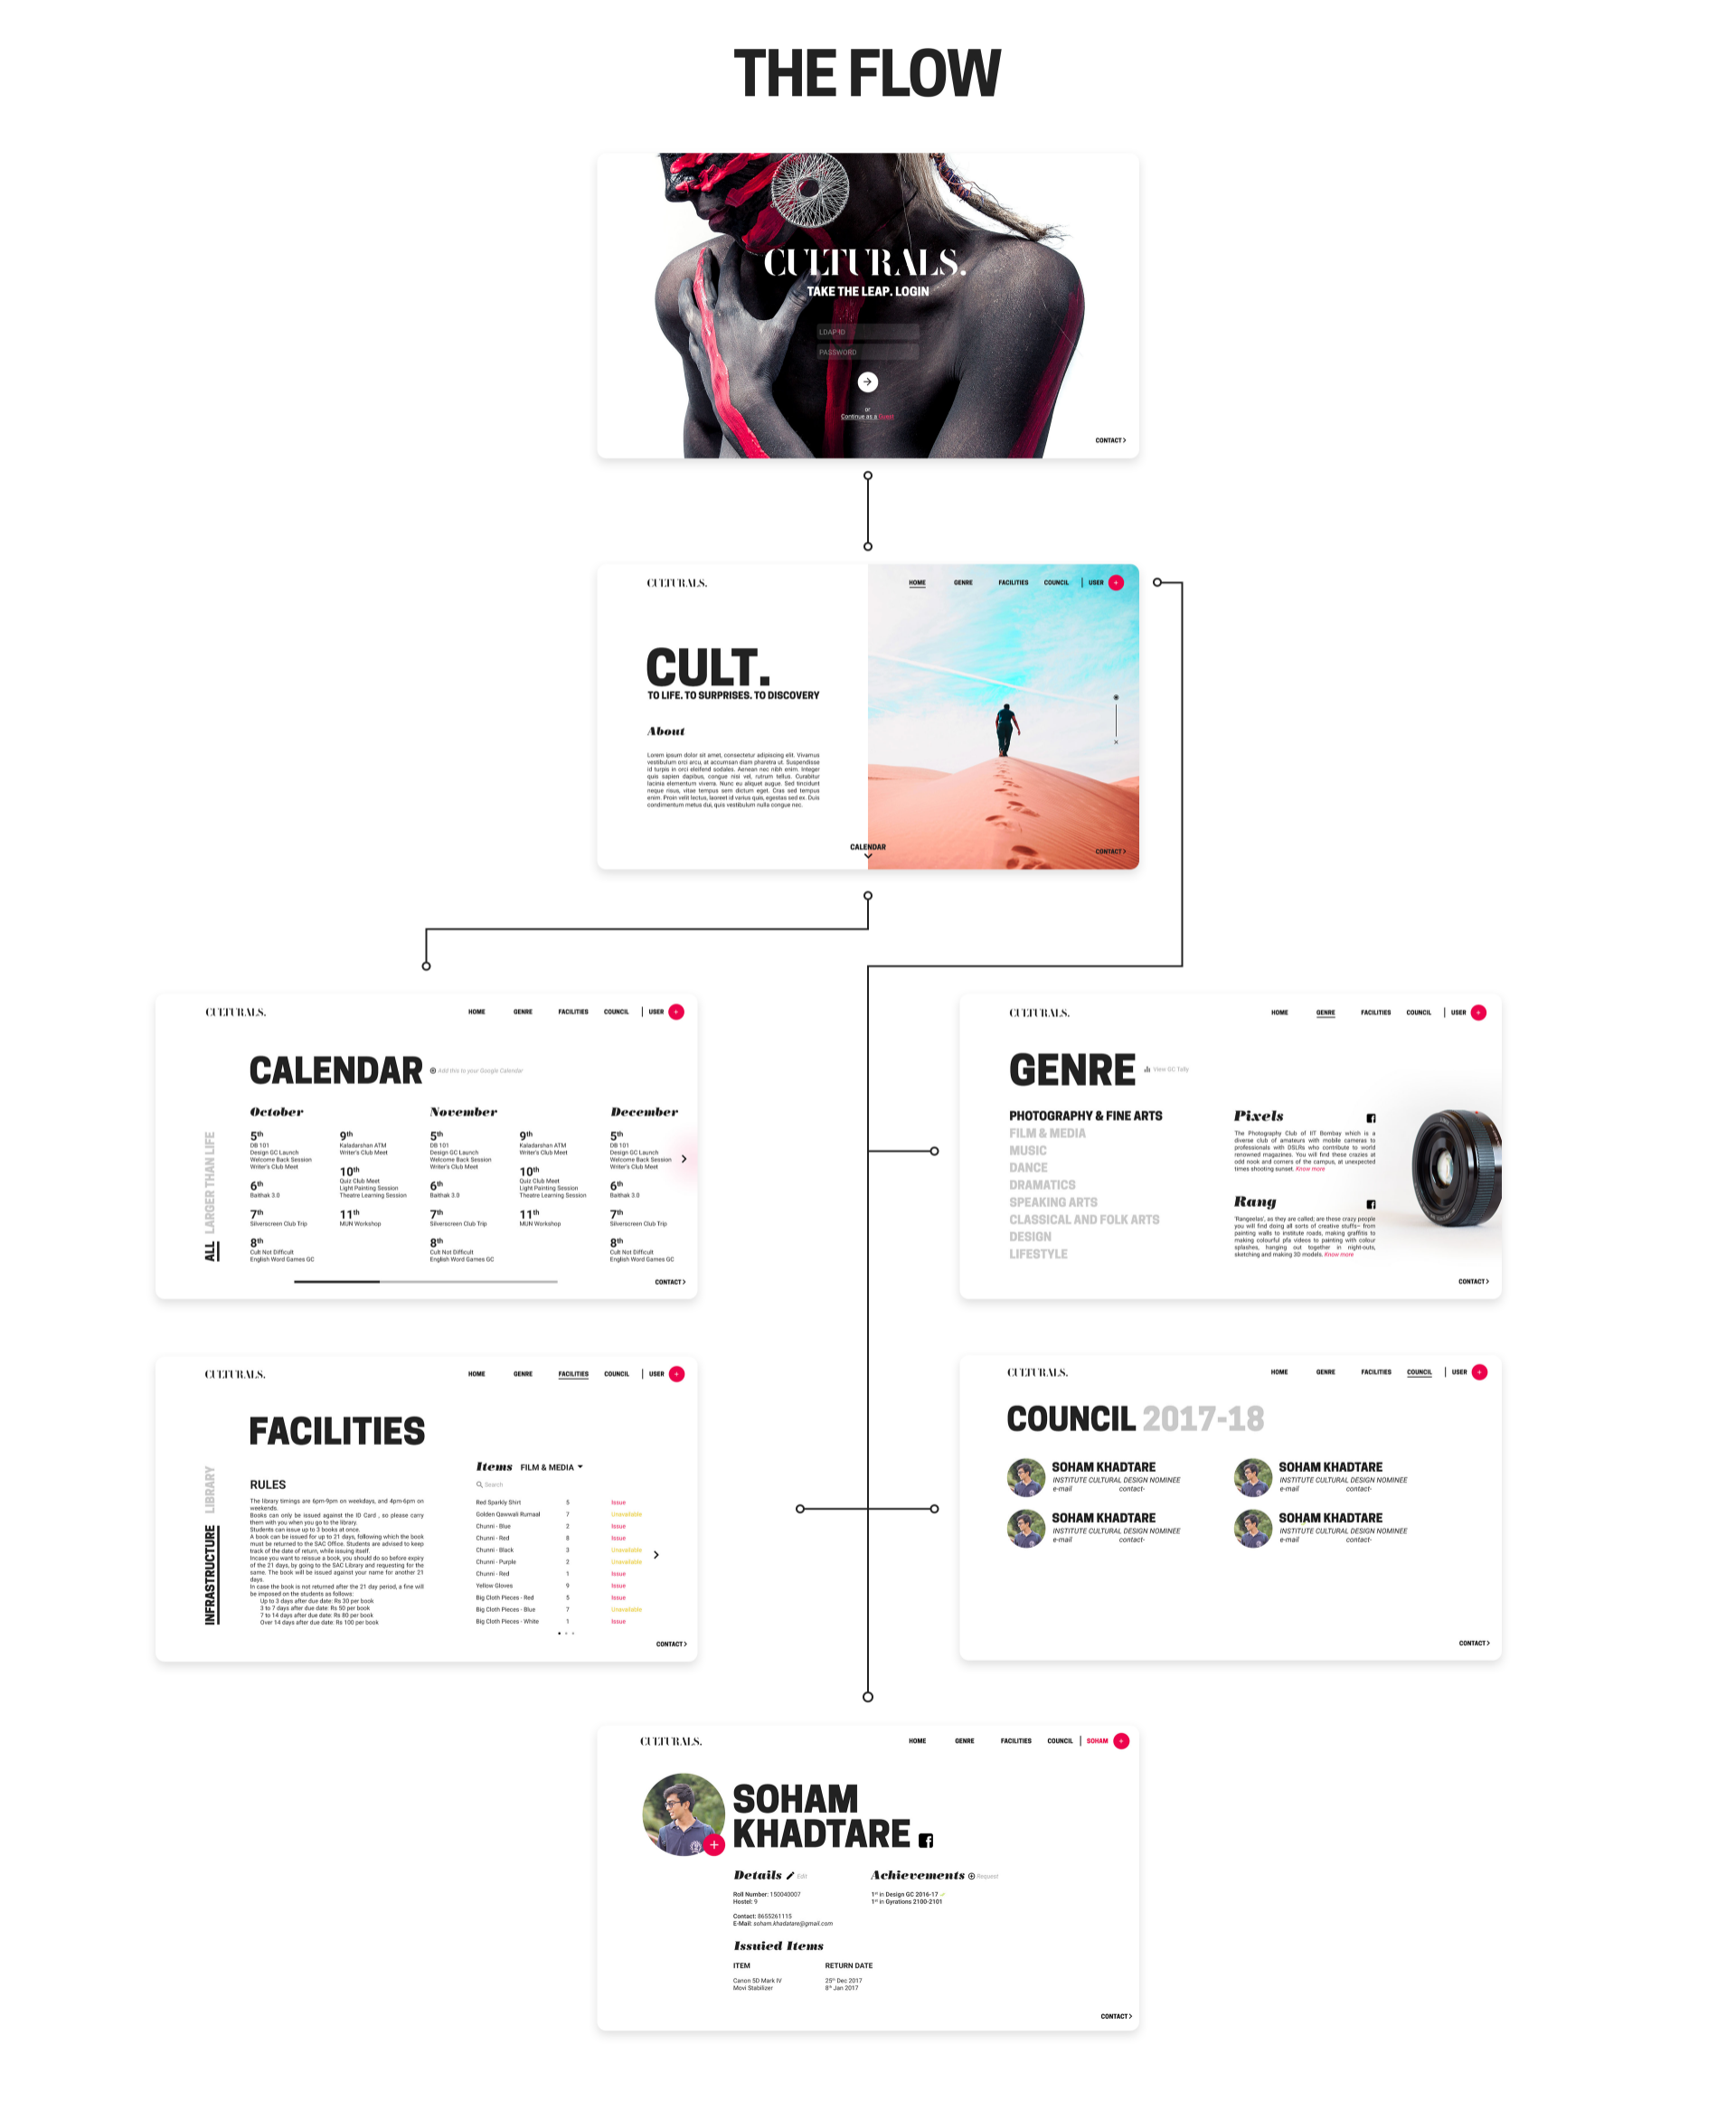 THE FLOW
CULTURALS.
TAKE THE LEAP. LOGIN
LDAP ID
PASSWORD
or
Continue as a Guest
CONTACT >
CULTURALS.
HOME GENRE FACILITIES COUNCIL | USER +
CULT.
TO LIFE. TO SURPRISES. TO DISCOVERY
About
Lorem ipsum dolor sit amet, consectetur adipiscing elit. Vivamus
vestibulum orci arcu, at accumsan diam pharetra ut. Suspendisse
id turpis in orci eleifend sodales. Aenean nec nibh enim. Integer
quis sapien dapibus, congue nisi vel, rutrum tellus. Curabitur
lacinia elementum viverra. Nunc eu aliquet augue. Sed tincidunt
neque risus, vitae tempus sem dictum eget. Cras sed tempus
enim. Proin velit lectus, laoreet id varius quis, egestas sed ex. Duis
condimentum metus dui, quis vestibulum nulla congue nec.
CALENDAR
CONTACT >
CULTURALS.
HOME GENRE FACILITIES COUNCIL | USER +
CALENDAR
Add this to your Google Calendar
ALL LARGER THAN LIFE
October
5th
DB 101
Design GC Launch
Welcome Back Session
Writer's Club Meet
6th
Baithak 3.0
7th
Silverscreen Club Trip
8th
Cult Not Difficult
English Word Games GC
9th
Kaladarshan ATM
Writer's Club Meet
10th
Quiz Club Meet
Light Painting Session
Theatre Learning Session
11th
MUN Workshop
November
5th
DB 101
Design GC Launch
Welcome Back Session
Writer's Club Meet
6th
Baithak 3.0
7th
Silverscreen Club Trip
8th
Cult Not Difficult
English Word Games GC
9th
Kaladarshan ATM
Writer's Club Meet
10th
Quiz Club Meet
Light Painting Session
Theatre Learning Session
11th
MUN Workshop
December
5th
DB 101
Design GC Launch
Welcome Back Session
Writer's Club Meet
6th
Baithak 3.0
7th
Silverscreen Club Trip
8th
Cult Not Difficult
English Word Games GC
CONTACT >
CULTURALS.
HOME GENRE FACILITIES COUNCIL | USER +
GENRE
View GC Tally
PHOTOGRAPHY & FINE ARTS
FILM & MEDIA
MUSIC
DANCE
DRAMATICS
SPEAKING ARTS
CLASSICAL AND FOLK ARTS
DESIGN
LIFESTYLE
Pixels
The Photography Club of IIT Bombay which is a
diverse club of amateurs with mobile cameras to
professionals with DSLRs who contribute to world
renowned magazines. You will find these crazies at
odd nook and corners of the campus, at unexpected
times shooting sunset. Know more
Rang
'Rangeelas', as they are called, are these crazy people
you will find doing all sorts of creative stuffs– from
painting walls to institute roads, making graffitis to
making colourful pfa videos to painting with colour
splashes, hanging out together in night-outs,
sketching and making 3D models. Know more
CONTACT >
CULTURALS.
HOME GENRE FACILITIES COUNCIL | USER +
FACILITIES
INFRASTRUCTURE LIBRARY
RULES
The library timings are 6pm-9pm on weekdays, and 4pm-6pm on
weekends.
Books can only be issued against the ID Card , so please carry
them with you when you go to the library.
Students can issue up to 3 books at once.
A book can be issued for up to 21 days, following which the book
must be returned to the SAC Office. Students are advised to keep
track of the date of return, while issuing itself.
Incase you want to reissue a book, you should do so before expiry
of the 21 days, by going to the SAC Library and requesting for the
same. The book will be issued against your name for another 21
days.
In case the book is not returned after the 21 day period, a fine will
be imposed on the students as follows:
Up to 3 days after due date: Rs 30 per book
3 to 7 days after due date: Rs 50 per book
7 to 14 days after due date: Rs 80 per book
Over 14 days after due date: Rs 100 per book
Items FILM & MEDIA
Search
Red Sparkly Shirt 5 Issue
Golden Qawwali Rumaal 7 Unavailable
Chunni - Blue 2 Issue
Chunni - Red 8 Issue
Chunni - Black 3 Unavailable
Chunni - Purple 2 Unavailable
Chunni - Red 1 Issue
Yellow Gloves 9 Issue
Big Cloth Pieces - Red 5 Issue
Big Cloth Pieces - Blue 7 Unavailable
Big Cloth Pieces - White 1 Issue
CONTACT >
CULTURALS.
HOME GENRE FACILITIES COUNCIL | USER +
COUNCIL 2017-18
SOHAM KHADTARE
INSTITUTE CULTURAL DESIGN NOMINEE
e-mail contact-
SOHAM KHADTARE
INSTITUTE CULTURAL DESIGN NOMINEE
e-mail contact-
SOHAM KHADTARE
INSTITUTE CULTURAL DESIGN NOMINEE
e-mail contact-
SOHAM KHADTARE
INSTITUTE CULTURAL DESIGN NOMINEE
e-mail contact-
CONTACT >
CULTURALS.
HOME GENRE FACILITIES COUNCIL | SOHAM +
SOHAM
KHADTARE
Details Edit
Roll Number: 150040007
Hostel: 9
Contact: 8655261115
E-Mail: soham.khadatare@gmail.com
Achievements Request
1st in Design GC 2016-17
1st in Gyrations 2100-2101
Issuied Items
ITEM RETURN DATE
Canon 5D Mark IV 25th Dec 2017
Movi Stabilizer 8th Jan 2017
CONTACT >